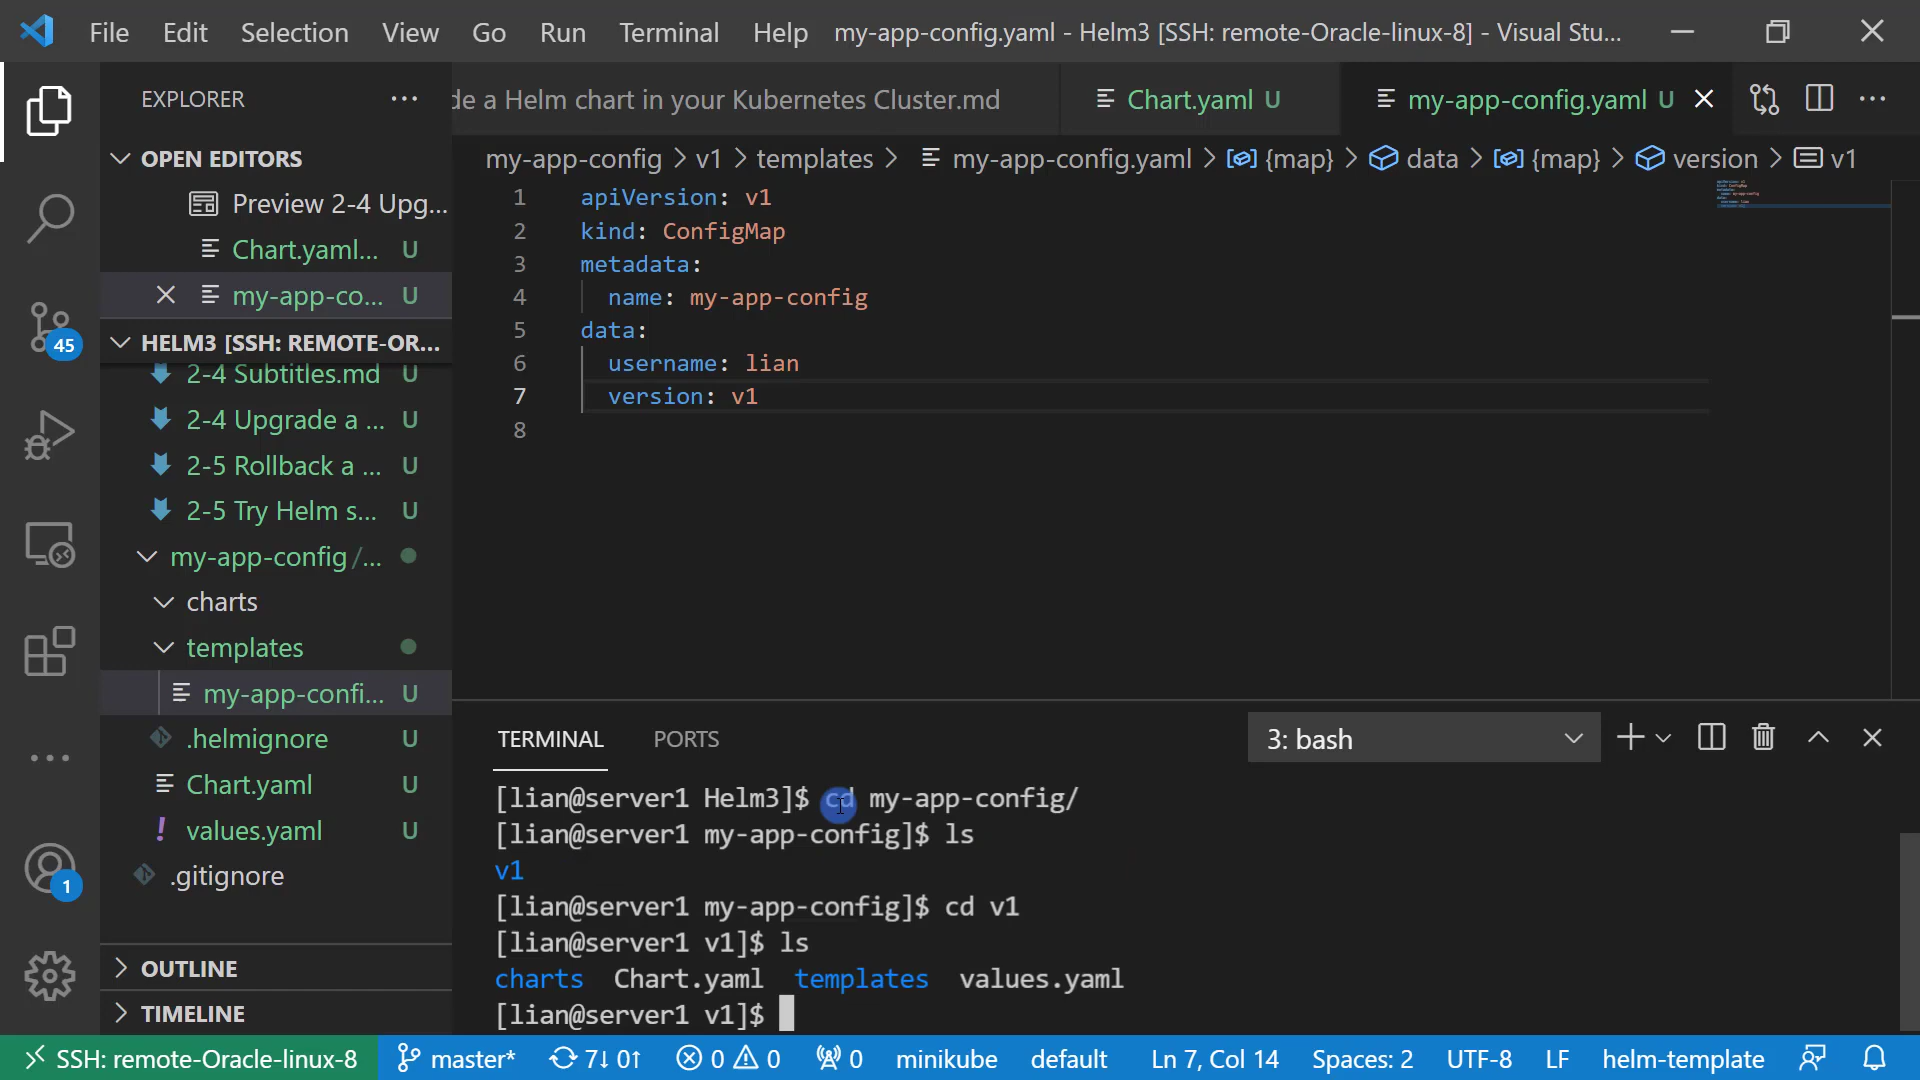 File Edit Selection View Go Run Terminal Help my-app-config.yaml - Helm3 [SSH: remote-Oracle-linux-8] - Visual Stu...
EXPLORER
de a Helm chart in your Kubernetes Cluster.md
Chart.yaml U
my-app-config.yaml U
OPEN EDITORS
Preview 2-4 Upg...
Chart.yaml... U
my-app-co... U
HELM3 [SSH: REMOTE-OR...
2-4 Subtitles.md U
2-4 Upgrade a ... U
2-5 Rollback a ... U
2-5 Try Helm s... U
my-app-config /...
charts
templates
my-app-confi... U
.helmignore U
Chart.yaml U
! values.yaml U
.gitignore
OUTLINE
TIMELINE
45
1
my-app-config > v1 > templates > my-app-config.yaml > {map} > data > {map} > version > v1
1 apiVersion: v1
2 kind: ConfigMap
3 metadata:
4 name: my-app-config
5 data:
6 username: lian
7 version: v1
8
TERMINAL PORTS 3: bash
[lian@server1 Helm3]$ cd my-app-config/
[lian@server1 my-app-config]$ ls
v1
[lian@server1 my-app-config]$ cd v1
[lian@server1 v1]$ ls
charts Chart.yaml templates values.yaml
[lian@server1 v1]$
SSH: remote-Oracle-linux-8 master* 7↓ 0↑ 0 0 0 minikube default Ln 7, Col 14 Spaces: 2 UTF-8 LF helm-template